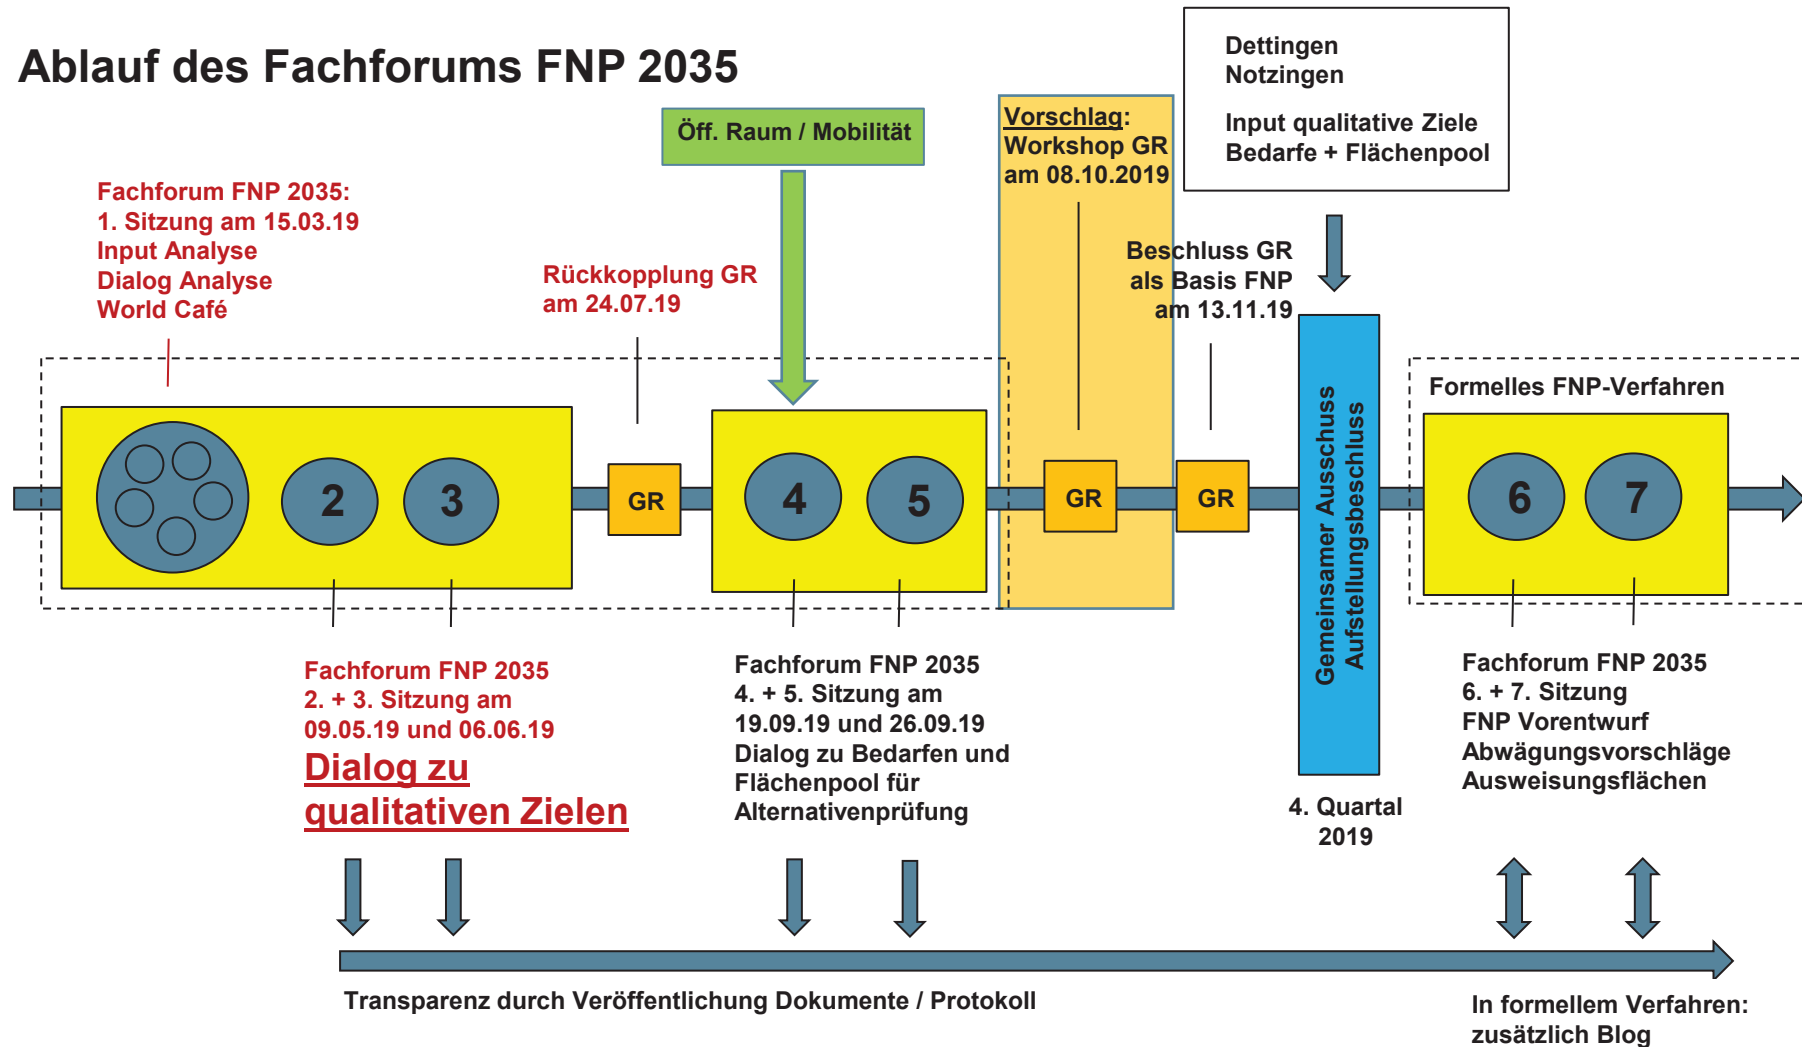 Ablauf des Fachforums FNP 2035
Dettingen
Notzingen
Input qualitative Ziele
Bedarfe + Flächenpool
Öff. Raum / Mobilität
Vorschlag:
Workshop GR
am 08.10.2019
Fachforum FNP 2035:
1. Sitzung am 15.03.19
Input Analyse
Dialog Analyse
World Café
Rückkopplung GR
am 24.07.19
Beschluss GR
als Basis FNP
am 13.11.19
Formelles FNP-Verfahren
2
3
GR
4
5
GR
GR
Gemeinsamer Ausschuss
Aufstellungsbeschluss
6
7
Fachforum FNP 2035
2. + 3. Sitzung am
09.05.19 und 06.06.19
Dialog zu
qualitativen Zielen
Fachforum FNP 2035
4. + 5. Sitzung am
19.09.19 und 26.09.19
Dialog zu Bedarfen und
Flächenpool für
Alternativenprüfung
4. Quartal
2019
Fachforum FNP 2035
6. + 7. Sitzung
FNP Vorentwurf
Abwägungsvorschläge
Ausweisungsflächen
Transparenz durch Veröffentlichung Dokumente / Protokoll
In formellem Verfahren:
zusätzlich Blog